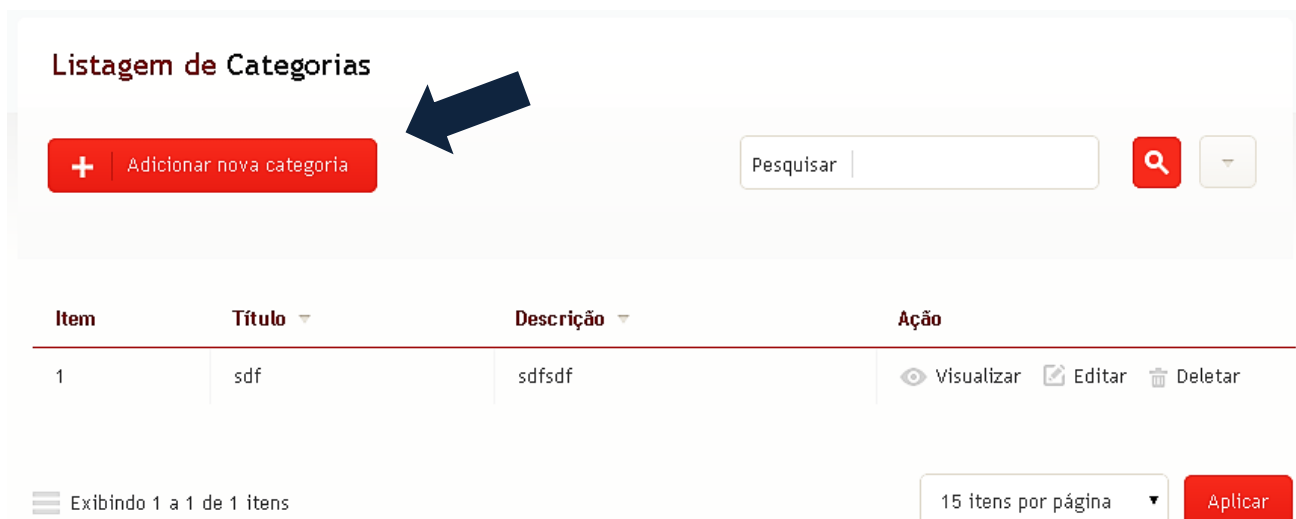 Listagem de Categorias
Adicionar nova categoria
Pesquisar
Item Título Descrição Ação
1 sdf sdfsdf Visualizar Editar Deletar
Exibindo 1 a 1 de 1 itens 15 itens por página Aplicar